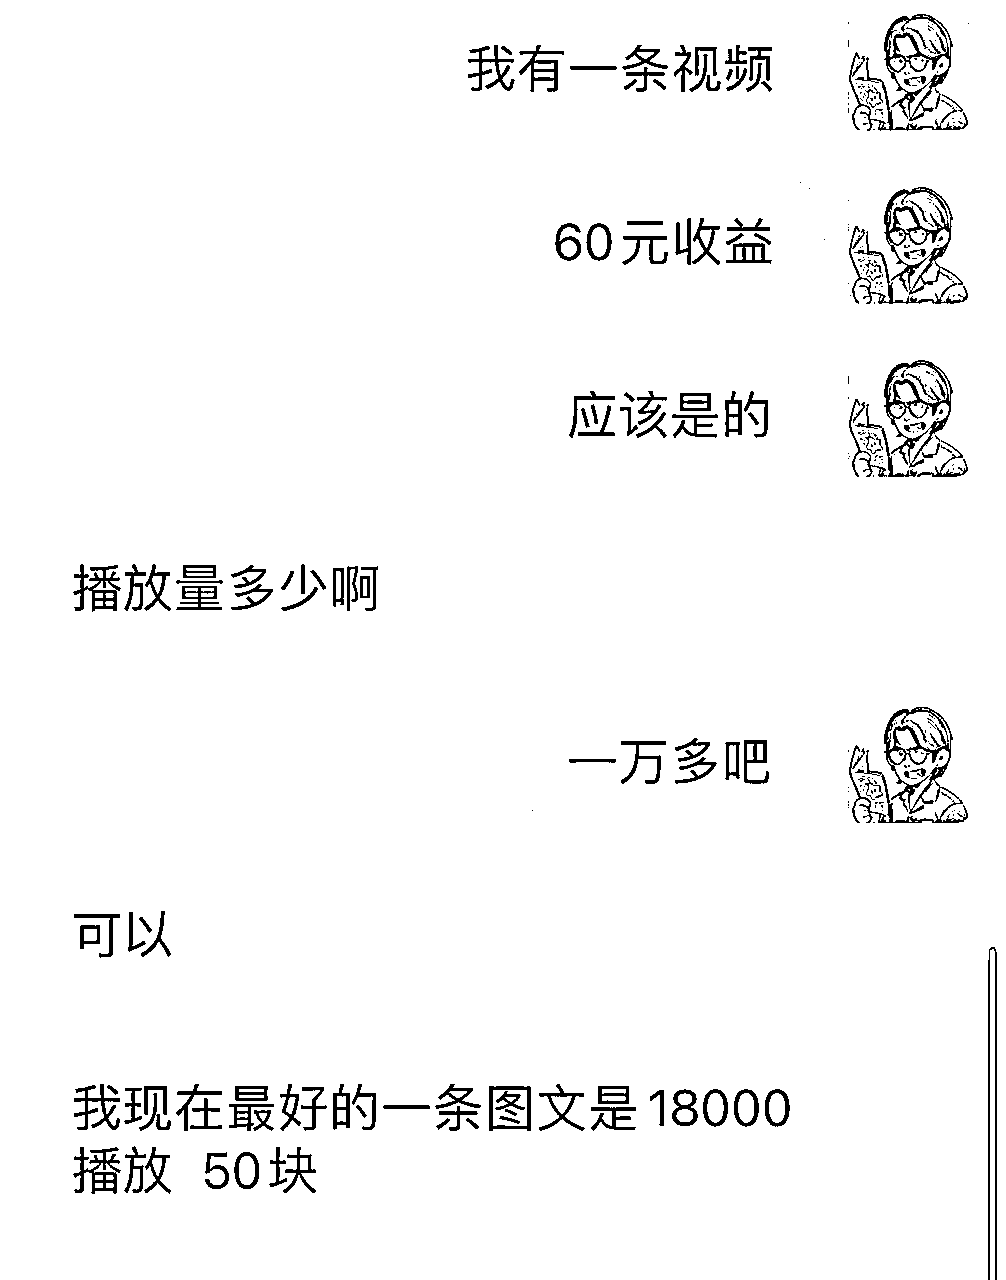 我有一条视频
60元收益
应该是的
播放量多少啊
一万多吧
可以
我现在最好的一条图文是18000
播放 50块